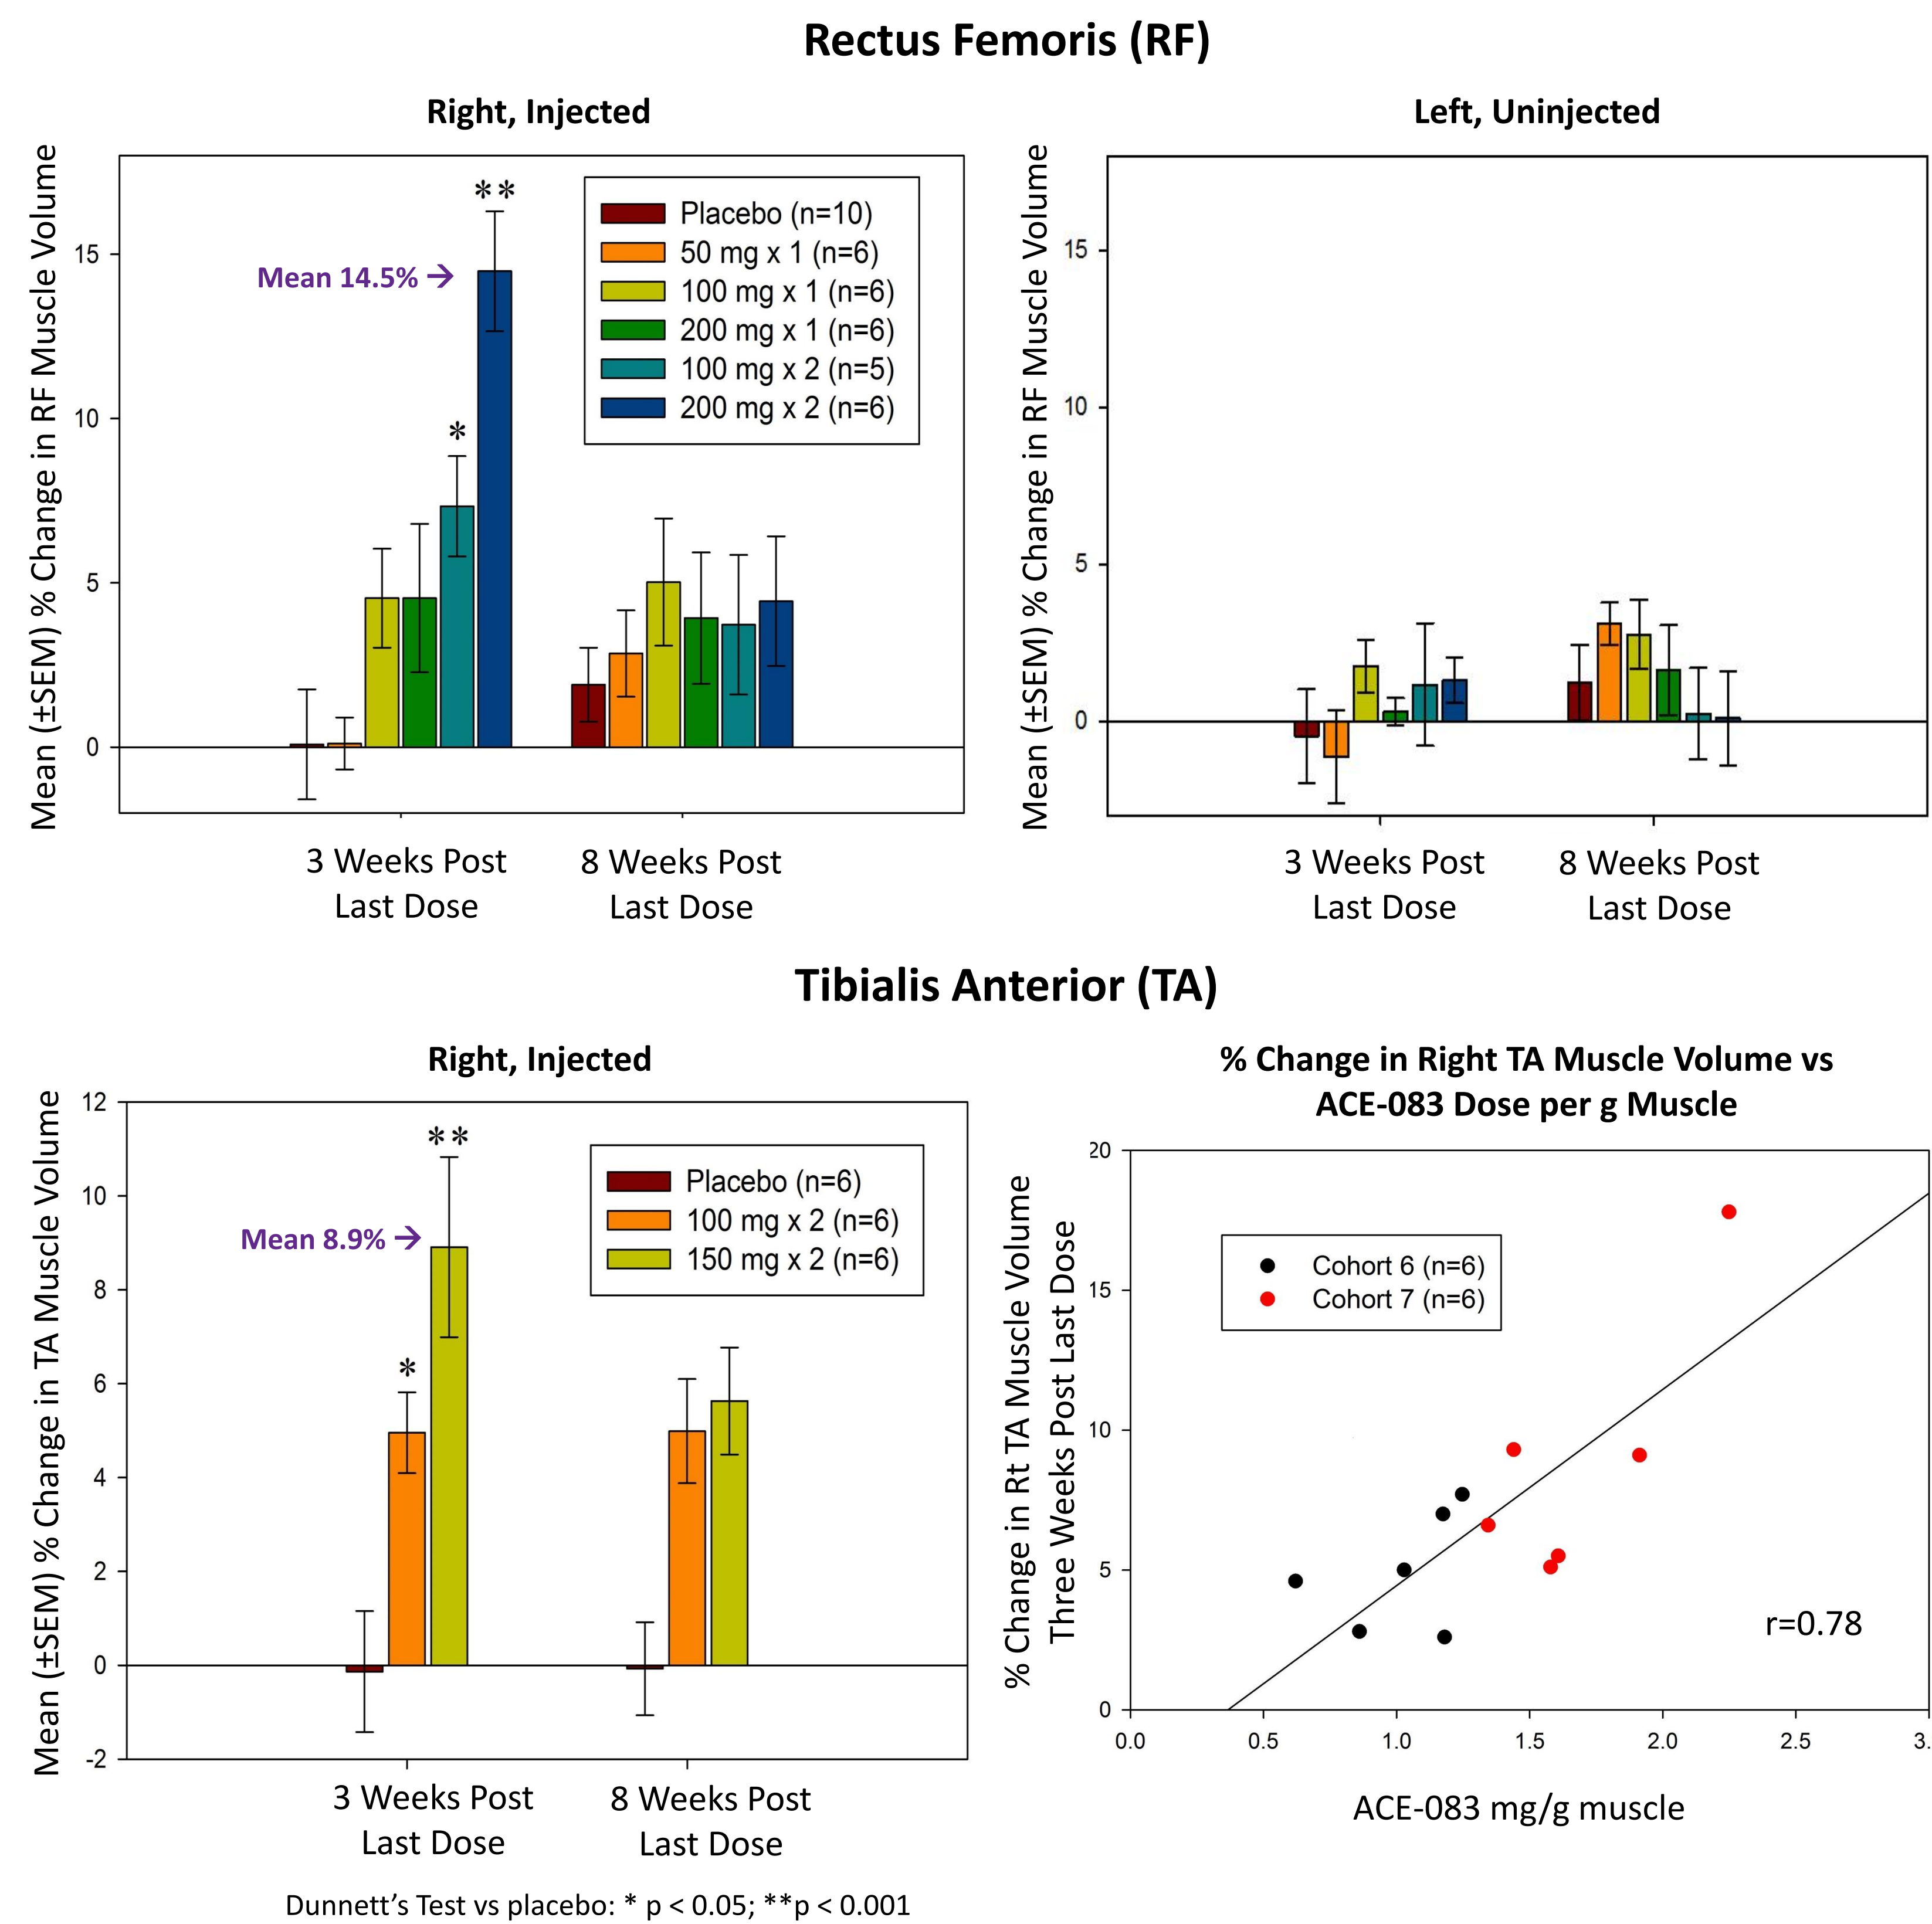 Rectus Femoris (RF)
Right, Injected
Mean (±SEM) % Change in RF Muscle Volume
15
10
5
0
**
*
Mean 14.5% →
Placebo (n=10)
50 mg x 1 (n=6)
100 mg x 1 (n=6)
200 mg x 1 (n=6)
100 mg x 2 (n=5)
200 mg x 2 (n=6)
3 Weeks Post
Last Dose
8 Weeks Post
Last Dose
Left, Uninjected
Mean (±SEM) % Change in RF Muscle Volume
15
10
5
0
3 Weeks Post
Last Dose
8 Weeks Post
Last Dose
Tibialis Anterior (TA)
Right, Injected
Mean (±SEM) % Change in TA Muscle Volume
12
10
8
6
4
2
0
-2
**
*
Mean 8.9% →
Placebo (n=6)
100 mg x 2 (n=6)
150 mg x 2 (n=6)
3 Weeks Post
Last Dose
8 Weeks Post
Last Dose
% Change in Right TA Muscle Volume vs
ACE-083 Dose per g Muscle
% Change in Rt TA Muscle Volume
Three Weeks Post Last Dose
20
15
10
5
0
Cohort 6 (n=6)
Cohort 7 (n=6)
r=0.78
0.0 0.5 1.0 1.5 2.0 2.5 3.
ACE-083 mg/g muscle
Dunnett's Test vs placebo: * p < 0.05; **p < 0.001